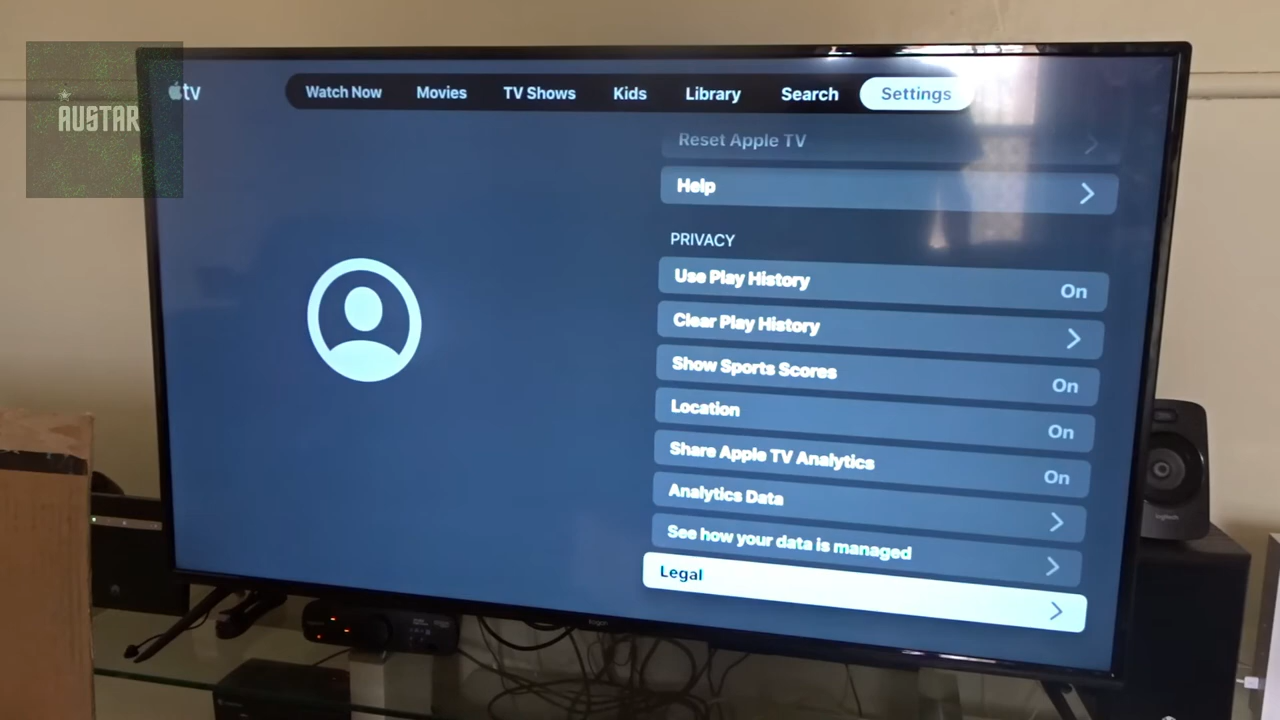 AUSTAR
tv
Watch Now
Movies
TV Shows
Kids
Library
Search
Settings
Reset Apple TV
Help
PRIVACY
Use Play History
On
Clear Play History
Show Sports Scores
On
Location
On
Share Apple TV Analytics
On
Analytics Data
See how your data is managed
Legal
kogan
logitech